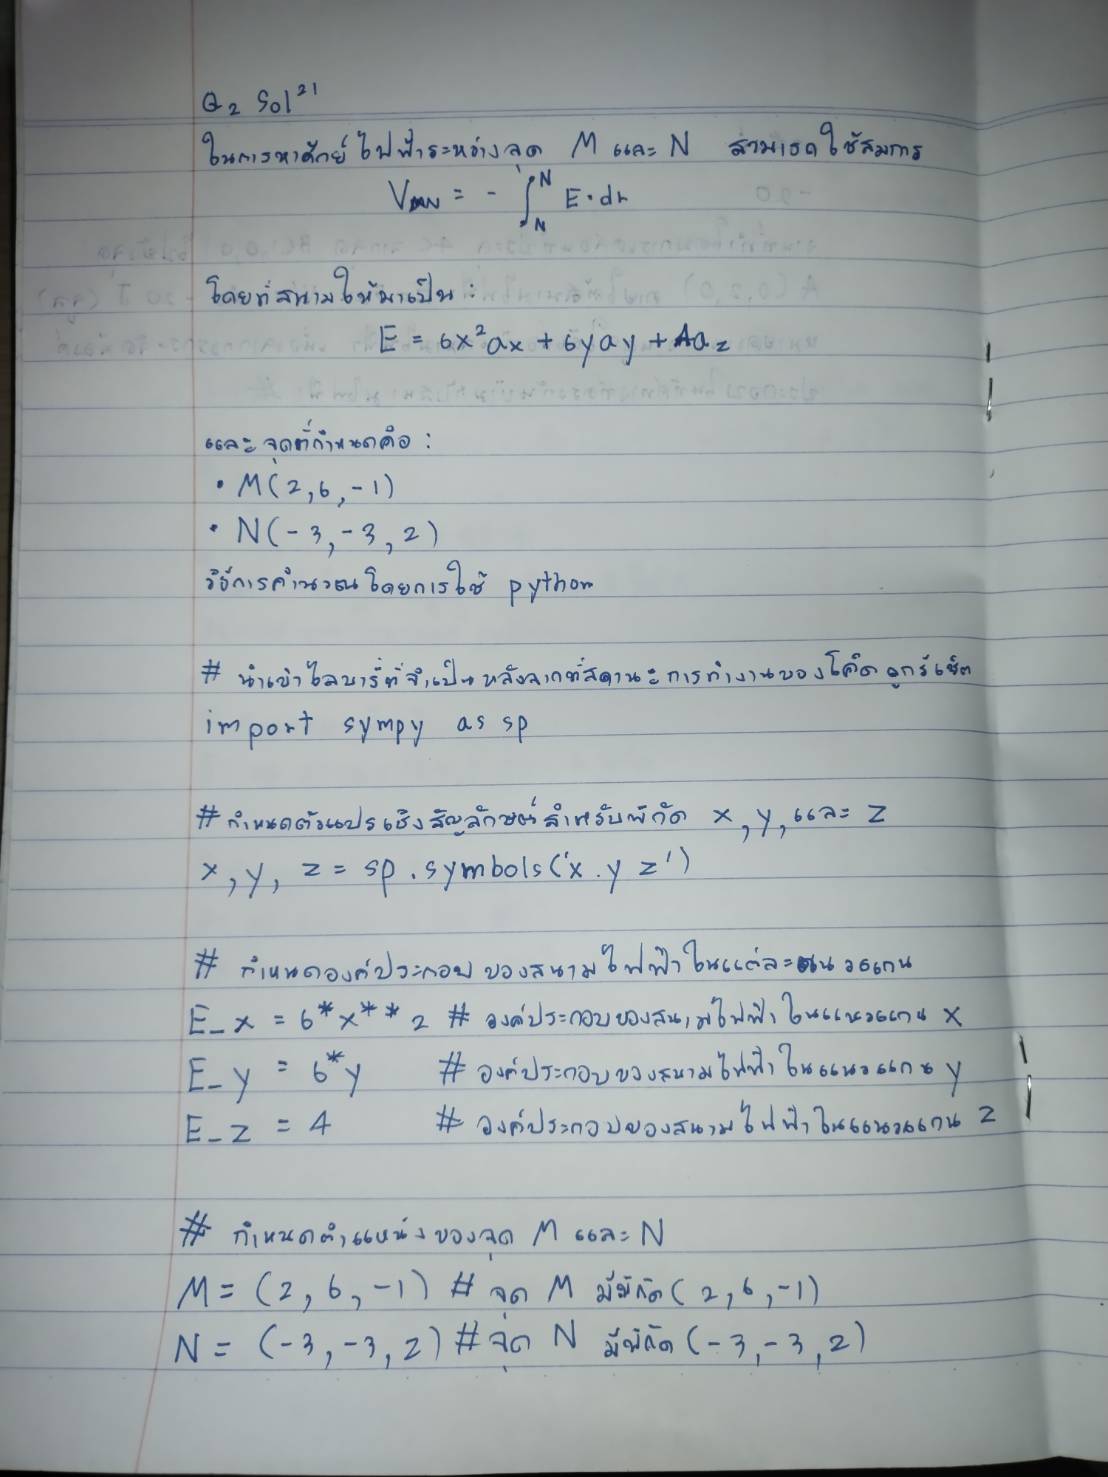 Q2 Sol21
ในการหาศักย์ไฟฟ้าระหว่างจุด M และ N สามารถใช้สมการ
VMN = - ∫NN E·dr
โดยที่สนามให้มาเป็น:
E = 6x²ax + 6yay + 4az
และจุดที่กำหนดคือ:
• M(2,6,-1)
• N(-3,-3,2)
วิธีการคำนวณโดยการใช้ python
# นำเข้าไลบารี่ที่จำเป็นหลังจากที่สถานะการทำงานของโค้ดถูกรีเซ็ต
import sympy as sp
# กำหนดตัวแปรเชิงสัญลักษณ์สำหรับพิกัด x, y, และ z
x, y, z = sp.symbols('x.y z')
# กำหนดองค์ประกอบของสนามไฟฟ้าในแต่ละแนวแกน
E_x = 6*x**2 # องค์ประกอบของสนามไฟฟ้าในแนวแกน x
E_y = 6*y # องค์ประกอบของสนามไฟฟ้าในแนวแกน y
E_z = 4 # องค์ประกอบของสนามไฟฟ้าในแนวแกน z
# กำหนดตำแหน่งของจุด M และ N
M = (2, 6, -1) # จุด M มีพิกัด (2, 6, -1)
N = (-3, -3, 2) # จุด N มีพิกัด (-3, -3, 2)